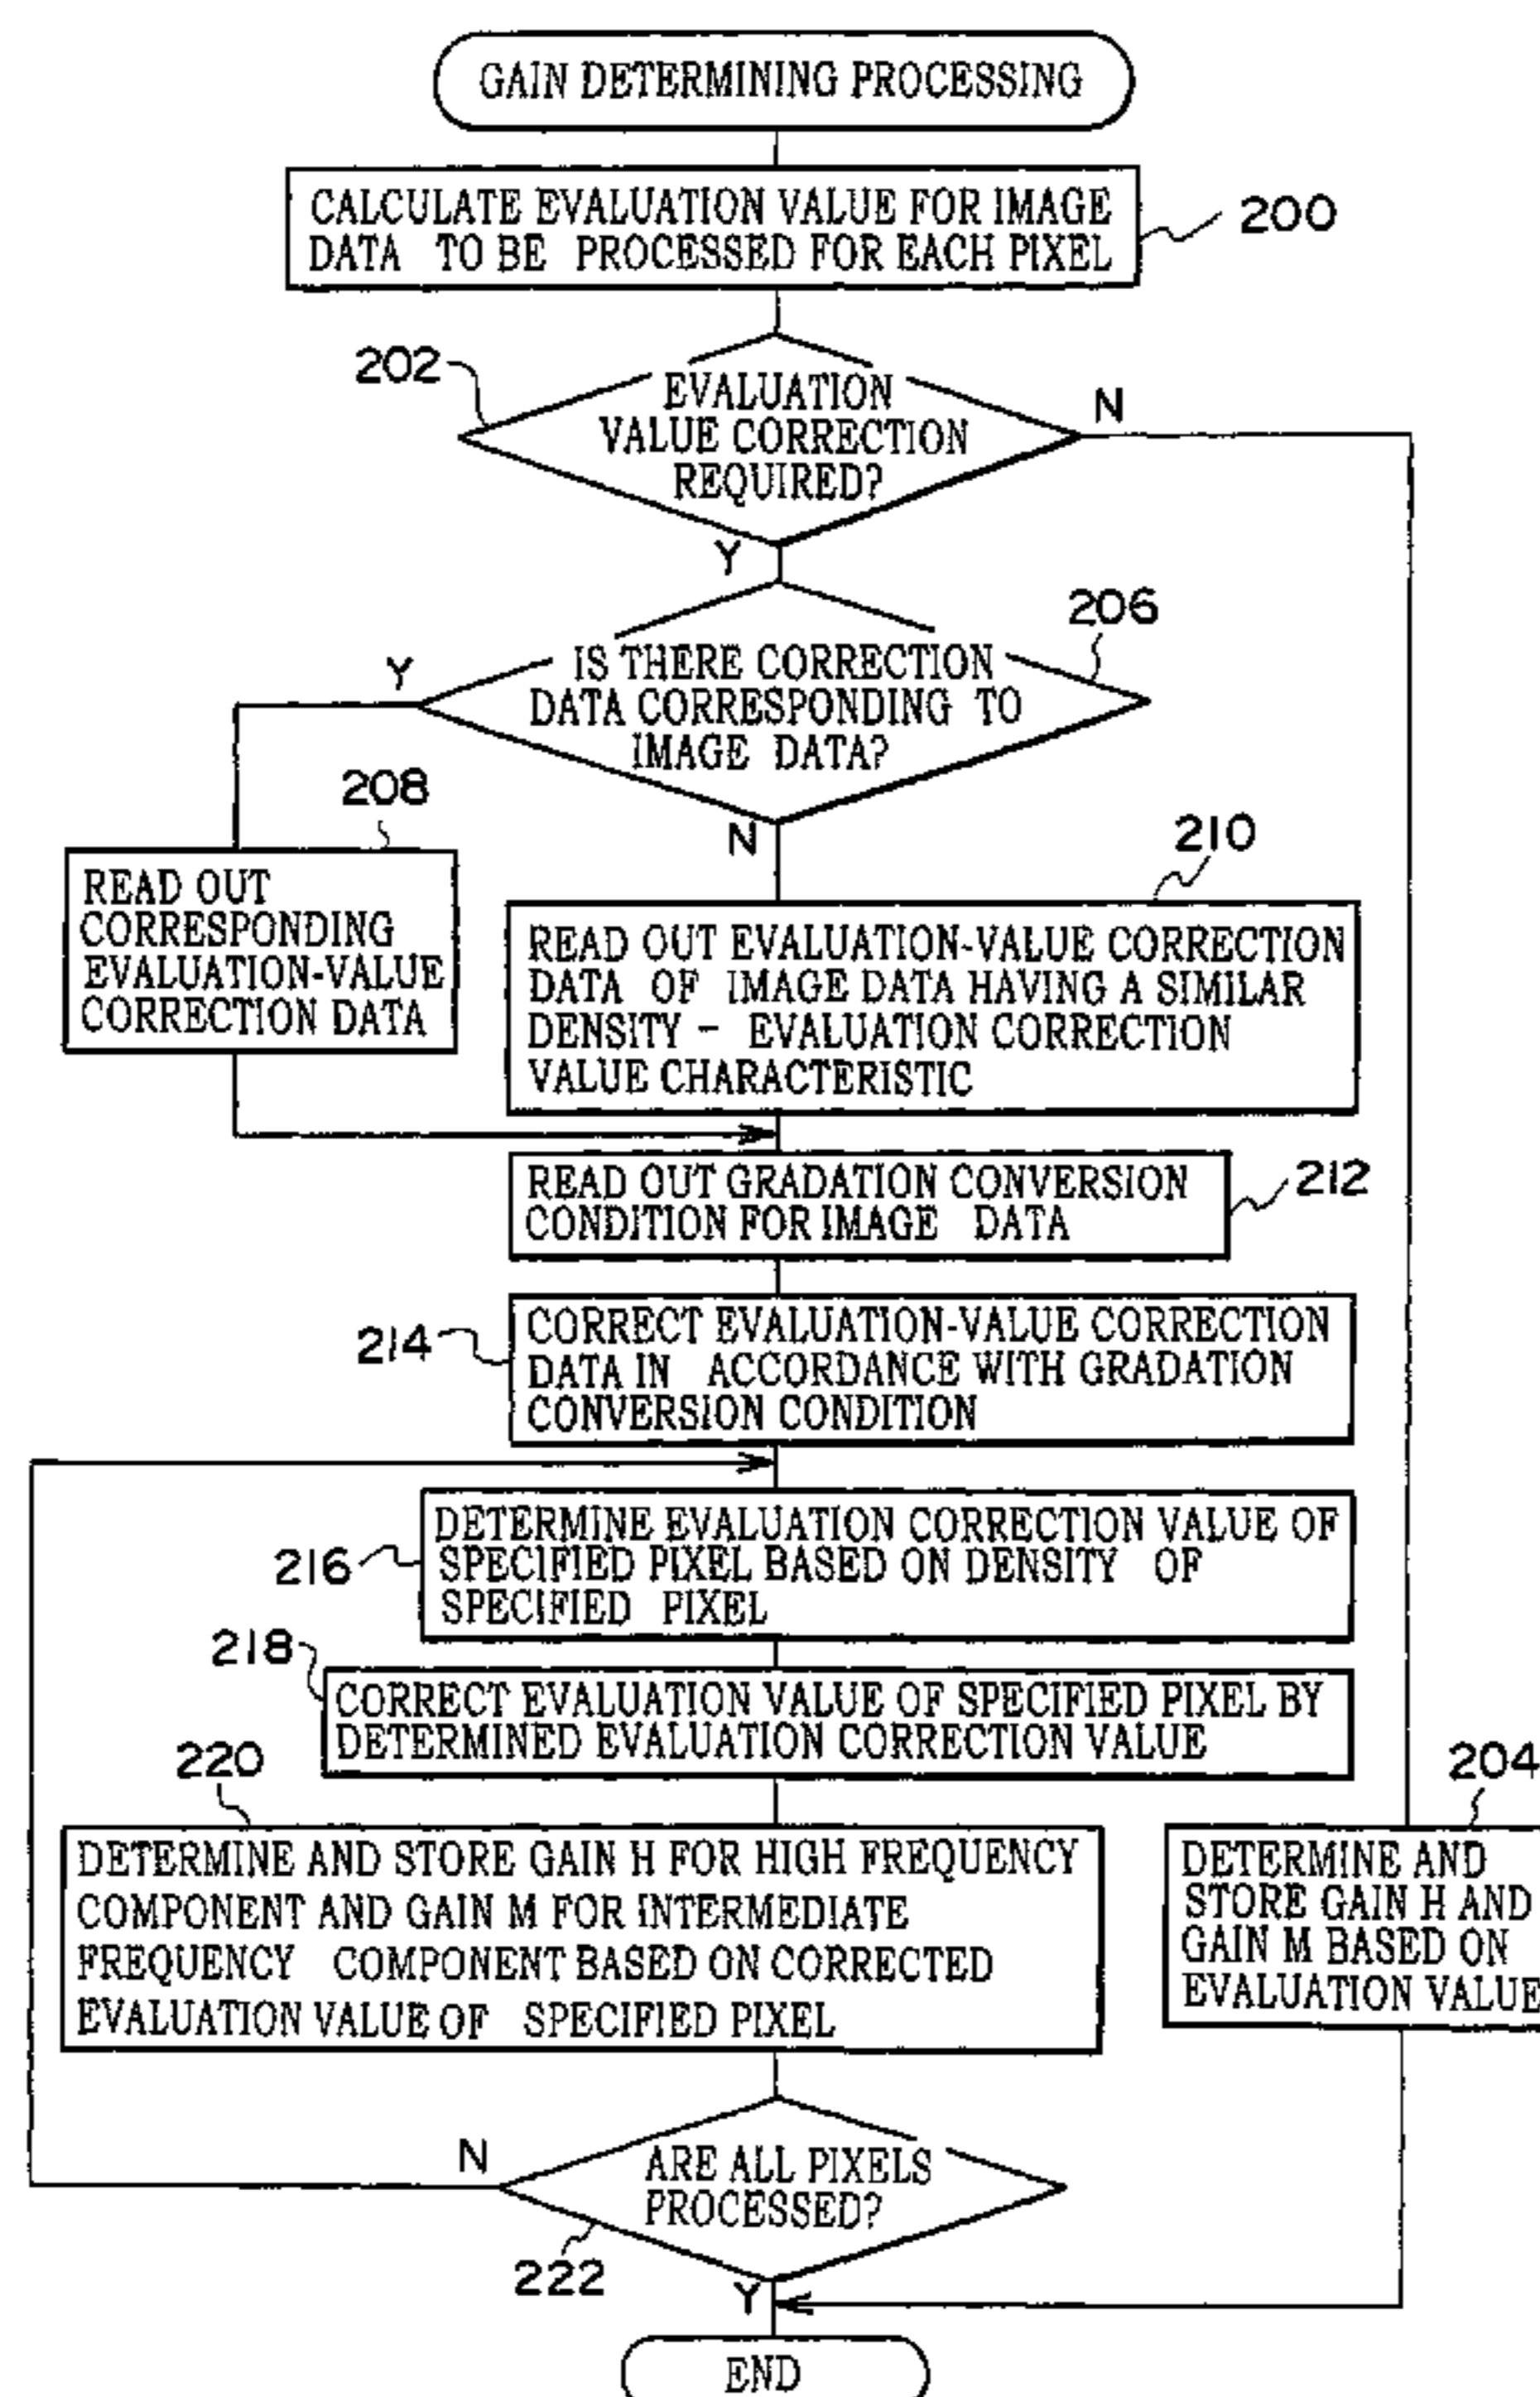 GAIN DETERMINING PROCESSING
CALCULATE EVALUATION VALUE FOR IMAGE
DATA TO BE PROCESSED FOR EACH PIXEL
200
202
EVALUATION
VALUE CORRECTION
REQUIRED?
N
Y
206
IS THERE CORRECTION
DATA CORRESPONDING TO
IMAGE DATA?
Y
N
208
READ OUT
CORRESPONDING
EVALUATION-VALUE
CORRECTION DATA
210
READ OUT EVALUATION-VALUE CORRECTION
DATA OF IMAGE DATA HAVING A SIMILAR
DENSITY - EVALUATION CORRECTION
VALUE CHARACTERISTIC
READ OUT GRADATION CONVERSION
CONDITION FOR IMAGE DATA
212
214
CORRECT EVALUATION-VALUE CORRECTION
DATA IN ACCORDANCE WITH GRADATION
CONVERSION CONDITION
216
DETERMINE EVALUATION CORRECTION VALUE OF
SPECIFIED PIXEL BASED ON DENSITY OF
SPECIFIED PIXEL
218
CORRECT EVALUATION VALUE OF SPECIFIED PIXEL BY
DETERMINED EVALUATION CORRECTION VALUE
220
DETERMINE AND STORE GAIN H FOR HIGH FREQUENCY
COMPONENT AND GAIN M FOR INTERMEDIATE
FREQUENCY COMPONENT BASED ON CORRECTED
EVALUATION VALUE OF SPECIFIED PIXEL
204
DETERMINE AND
STORE GAIN H AND
GAIN M BASED ON
EVALUATION VALUE
N
ARE ALL PIXELS
PROCESSED?
222
Y
END